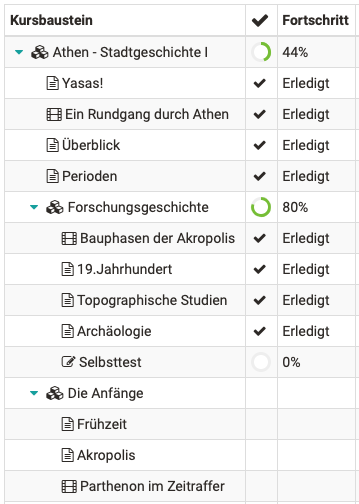 Kursbaustein Fortschritt
Athen - Stadtgeschichte I 44%
Yasas! Erledigt
Ein Rundgang durch Athen Erledigt
Überblick Erledigt
Perioden Erledigt
Forschungsgeschichte 80%
Bauphasen der Akropolis Erledigt
19.Jahrhundert Erledigt
Topographische Studien Erledigt
Archäologie Erledigt
Selbsttest 0%
Die Anfänge
Frühzeit
Akropolis
Parthenon im Zeitraffer